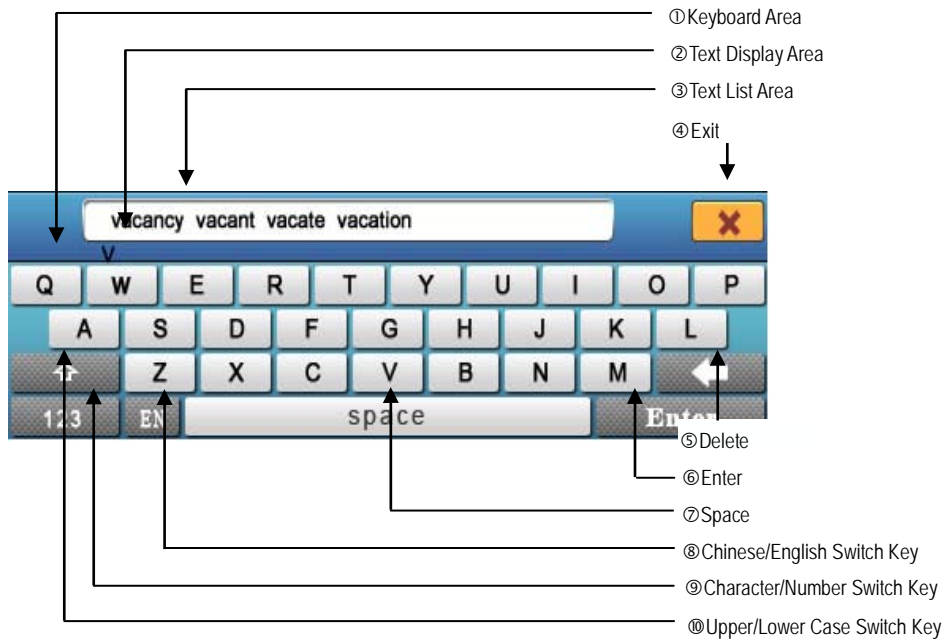 ①Keyboard Area
②Text Display Area
③Text List Area
④Exit
vacancy vacant vacate vacation
v
Q W E R T Y U I O P
A S D F G H J K L
Z X C V B N M
123 EN space Enter
⑤Delete
⑥Enter
⑦Space
⑧Chinese/English Switch Key
⑨Character/Number Switch Key
⑩Upper/Lower Case Switch Key